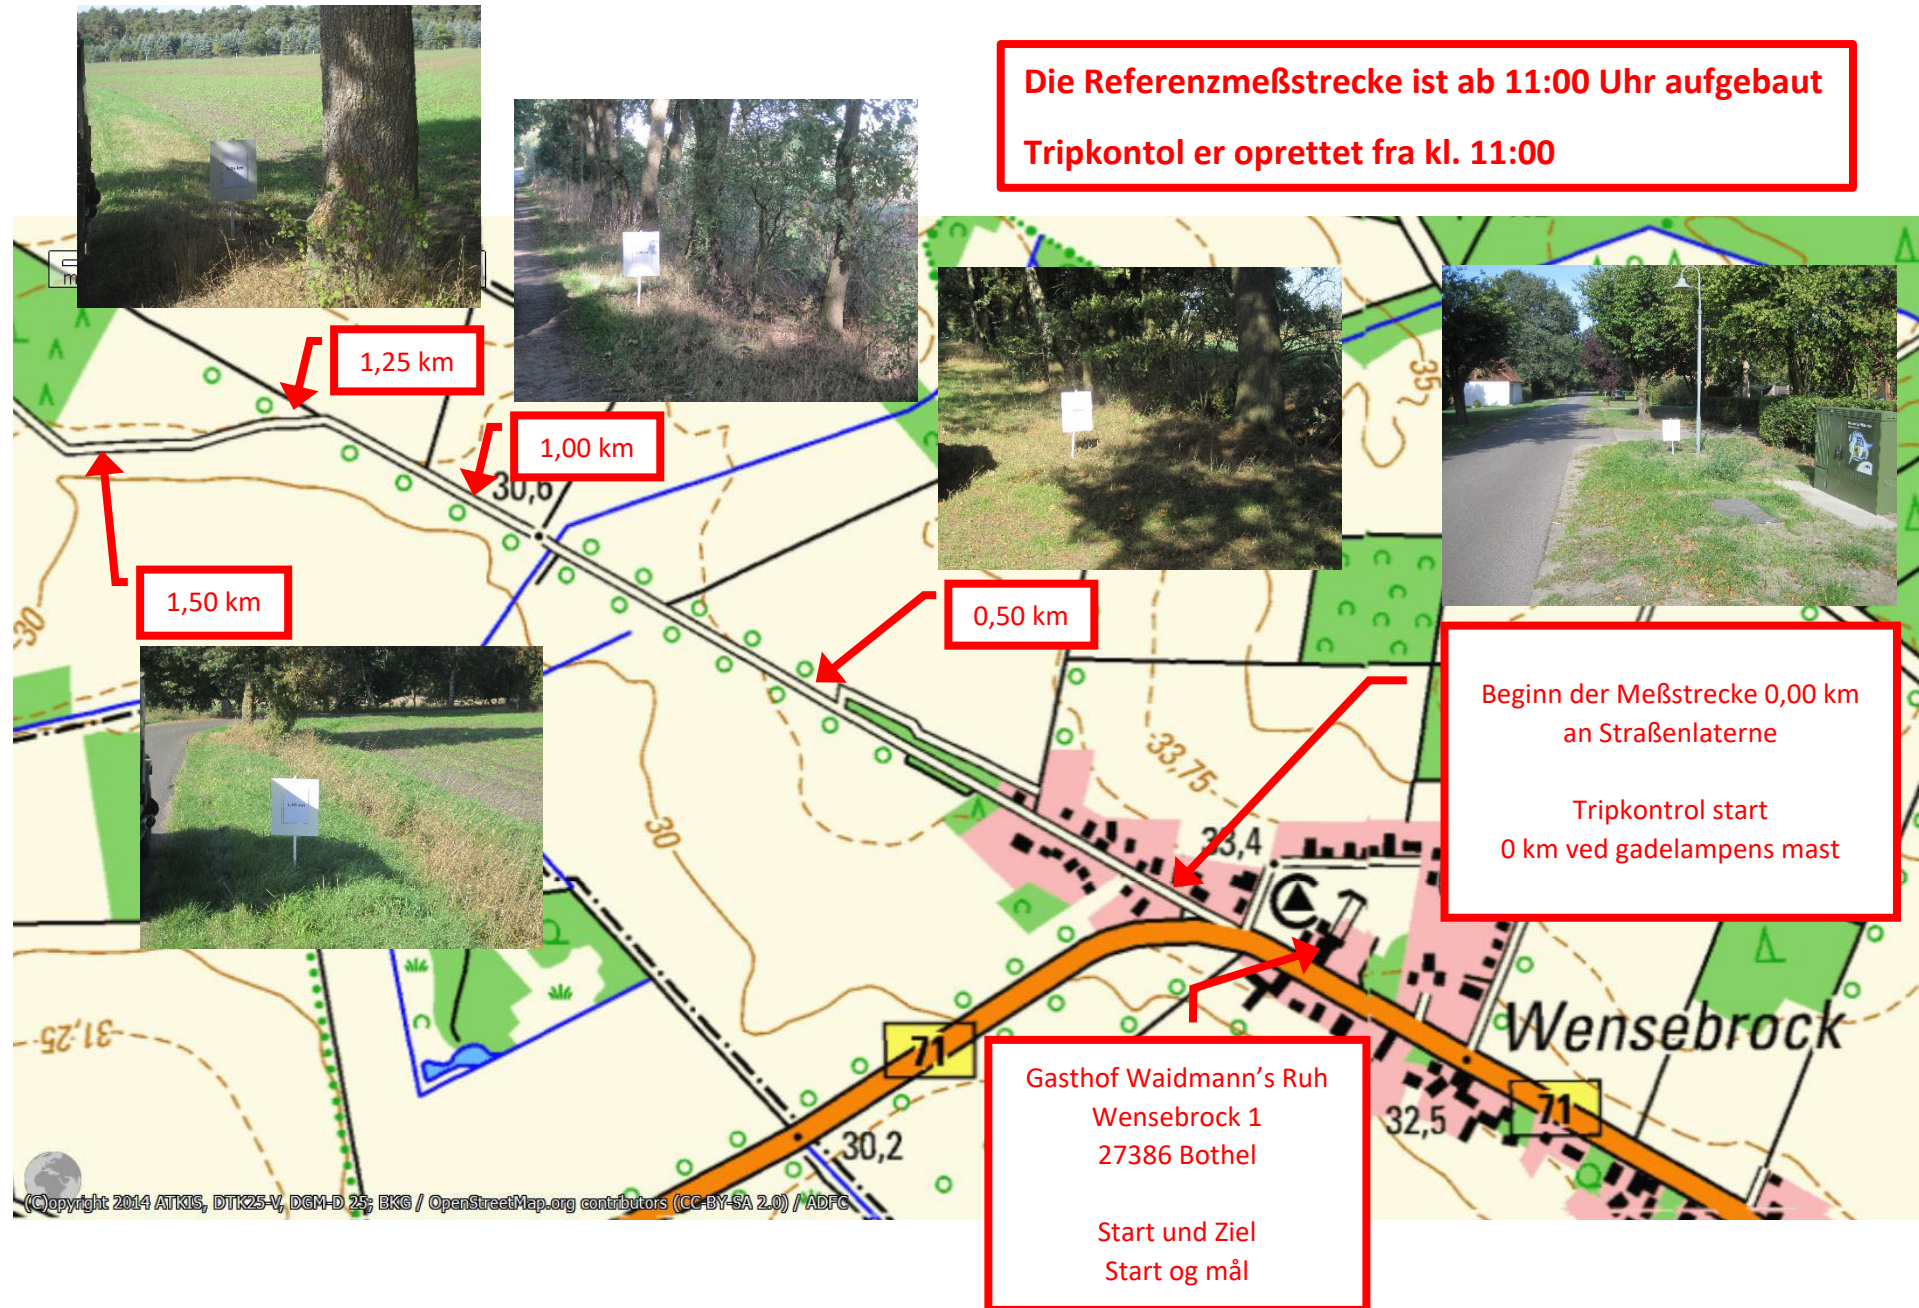 Die Referenzmeßstrecke ist ab 11:00 Uhr aufgebaut
Tripkontol er oprettet fra kl. 11:00
1,25 km
1,00 km
30,6
1,50 km
0,50 km
35
30
30
33,75
33,4
31,25
Beginn der Meßstrecke 0,00 km
an Straßenlaterne
Tripkontrol start
0 km ved gadelampens mast
Wensebrock
71
71
32,5
30,2
Gasthof Waidmann’s Ruh
Wensebrock 1
27386 Bothel
Start und Ziel
Start og mål
(C)opyright 2014 ATKIS, DTK25-V, DGM-D 25; BKG / OpenStreetMap.org contributors (CC-BY-SA 2.0) / ADFC